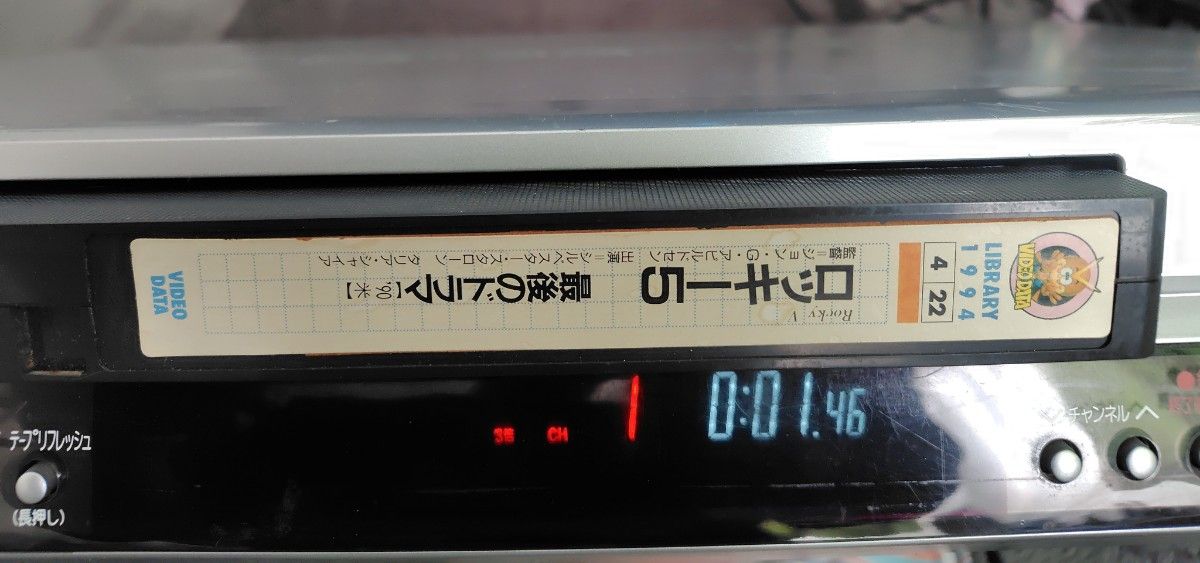 VIDEO DATA
LIBRARY
1994
4 22
Rocky V
ロッキー5
最後のドラマ【'90 米】
監督＝ジョン・G・アビルドセン 出演＝シルベスター・スタローン タリア・シャイア
VIDEO
DATA
テープリフレッシュ
(長押し)
3倍 CH 1 0:01.46
チャンネル